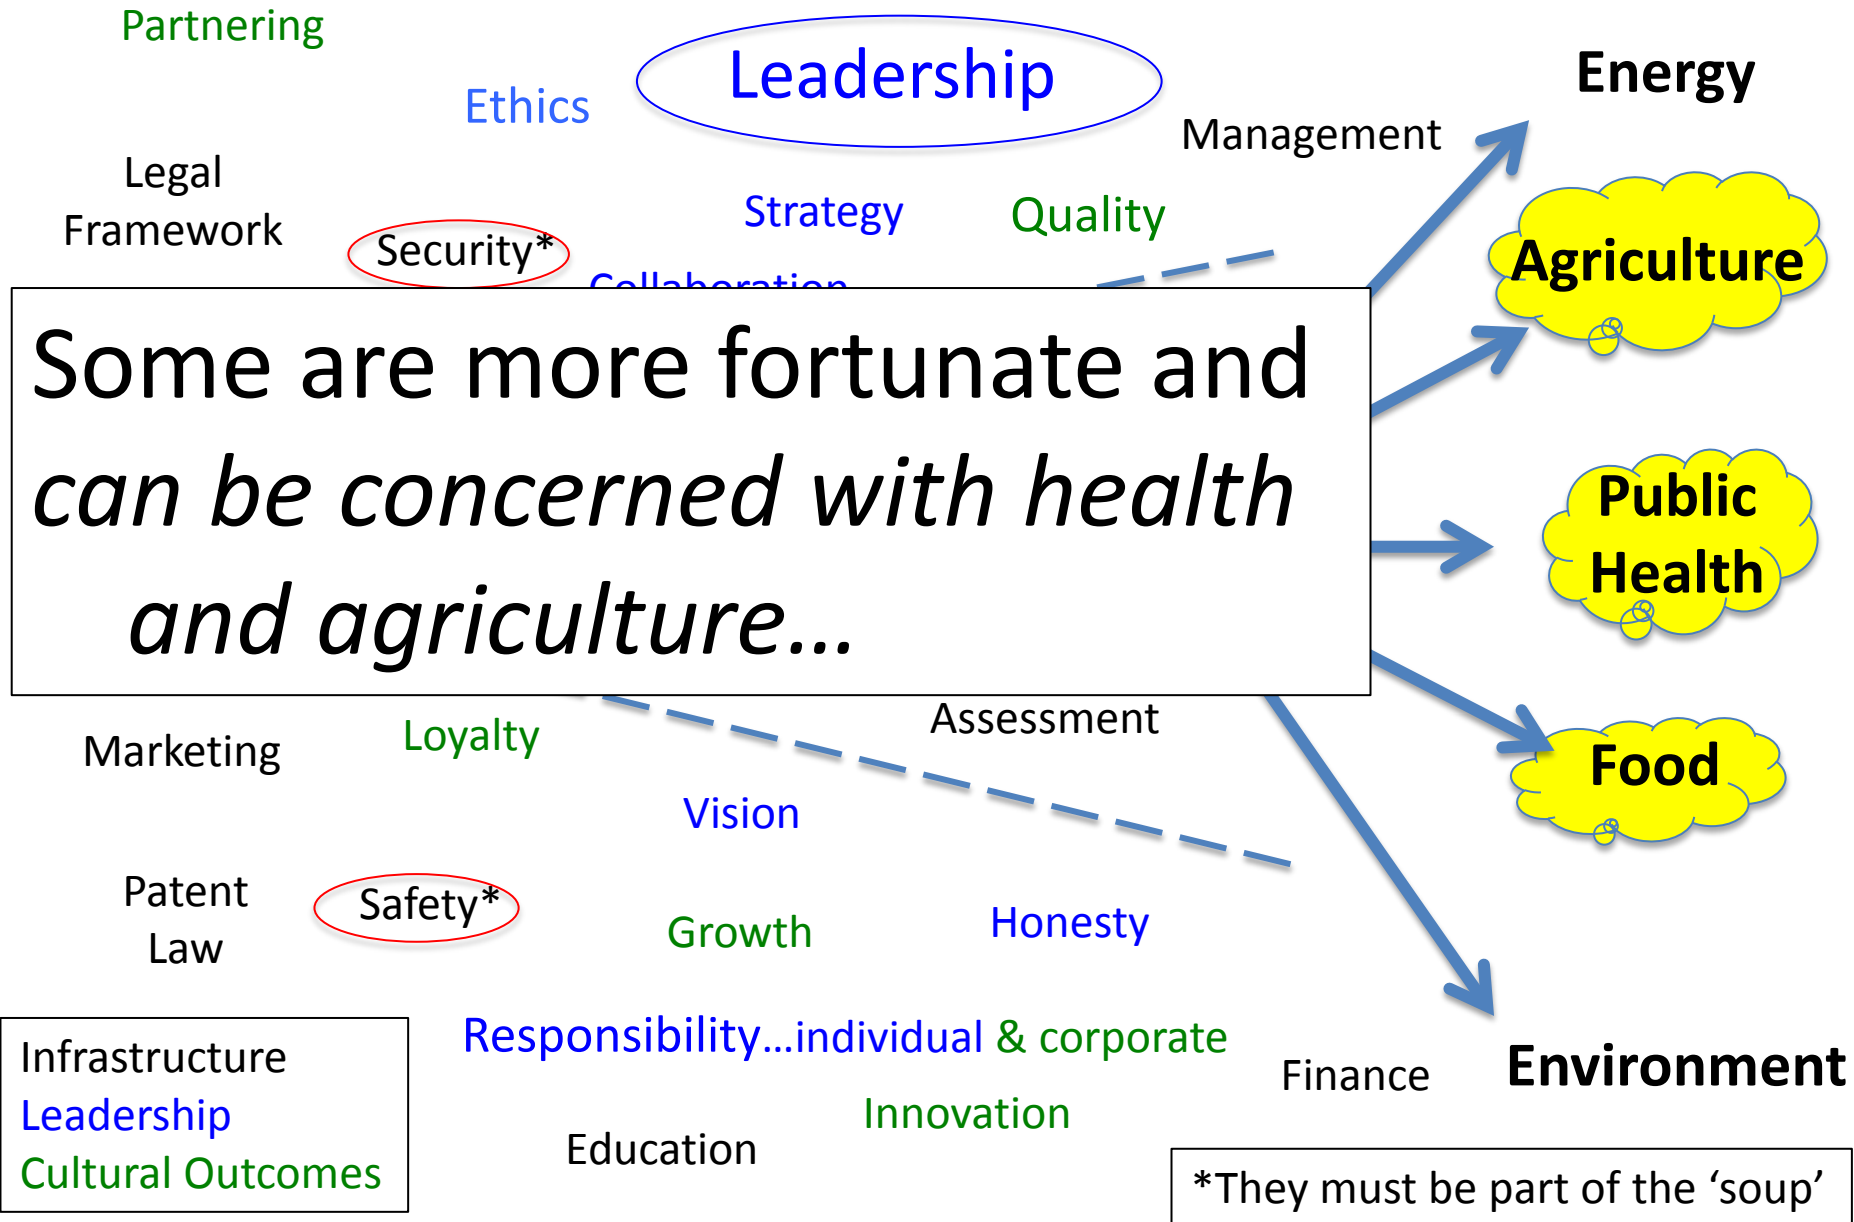 Partnering
Leadership
Energy
Ethics
Management
Legal
Framework
Strategy
Quality
Security*
Collaboration
Agriculture
Some are more fortunate and
can be concerned with health
and agriculture…
Public
Health
Assessment
Marketing
Loyalty
Food
Vision
Patent
Law
Safety*
Growth
Honesty
Responsibility…individual & corporate
Infrastructure
Leadership
Cultural Outcomes
Finance
Environment
Innovation
Education
*They must be part of the ‘soup’